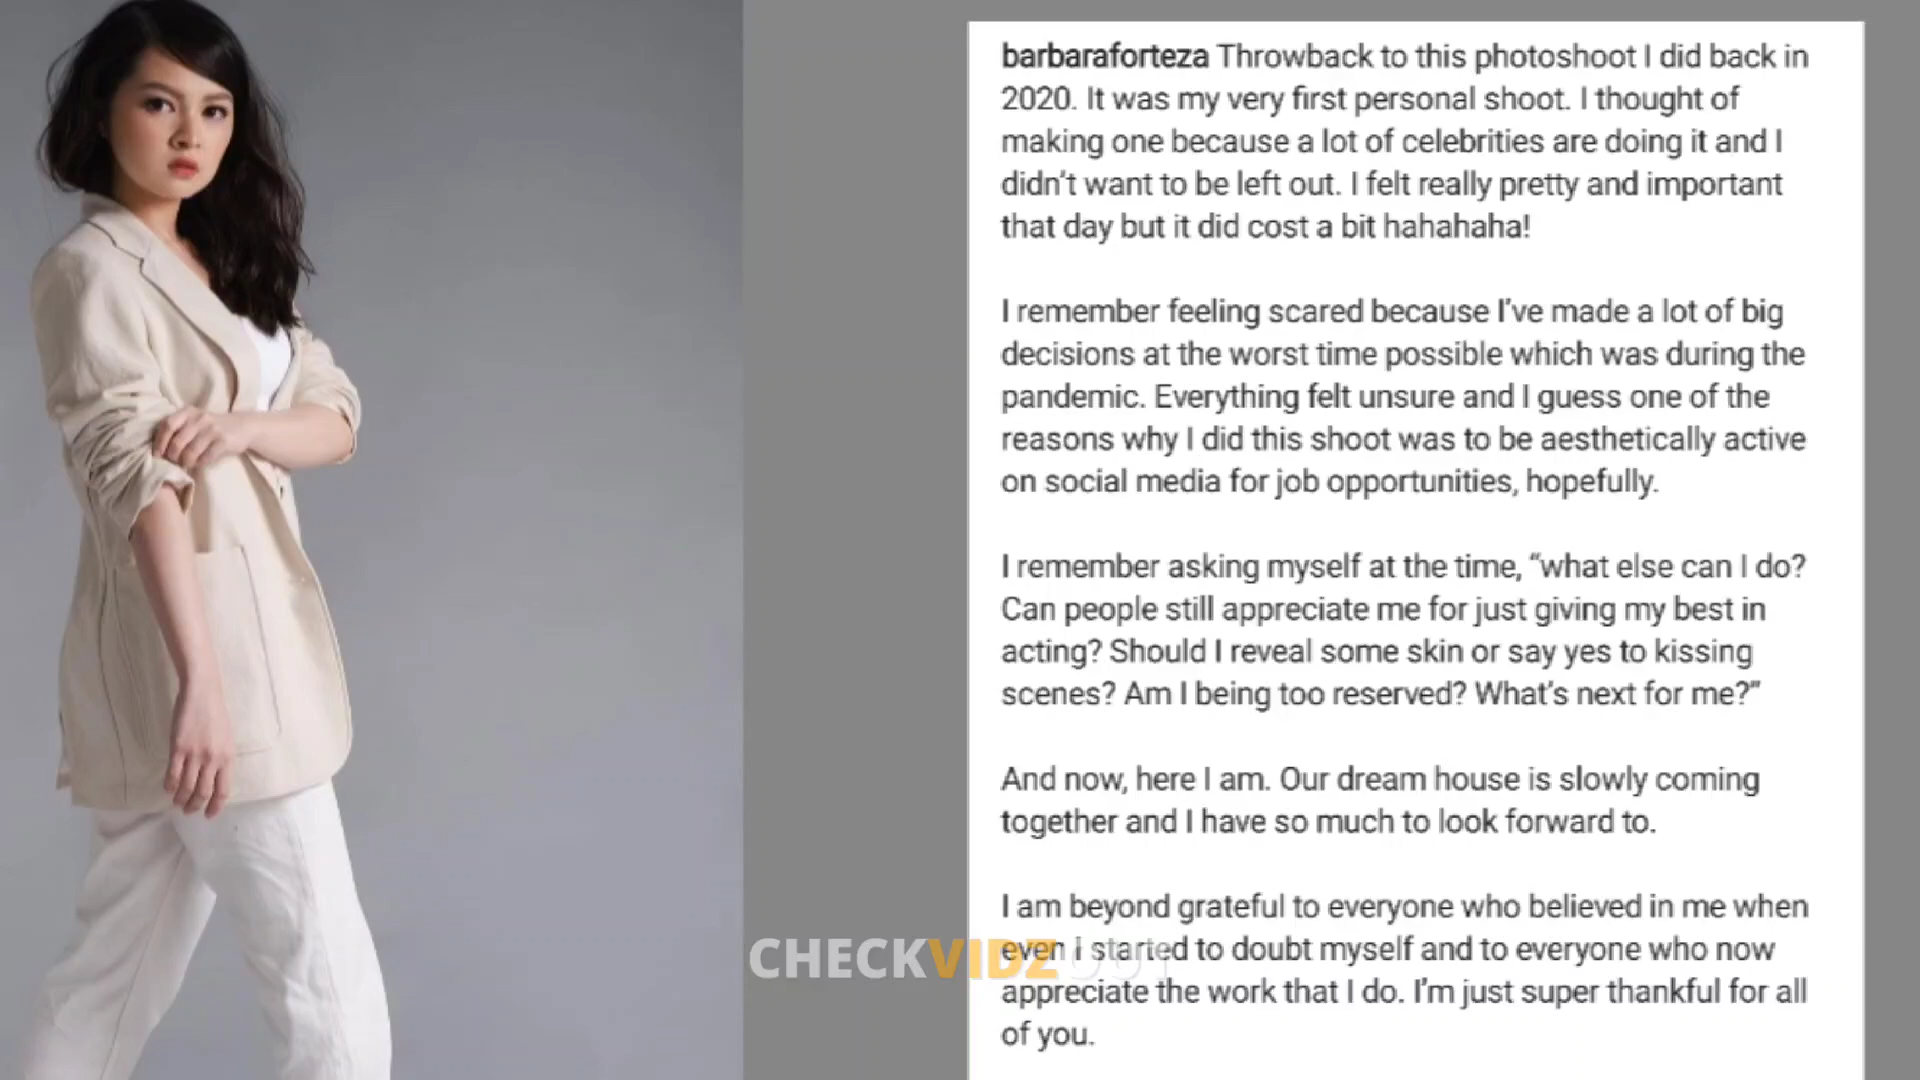 barbaraforteza Throwback to this photoshoot I did back in
2020. It was my very first personal shoot. I thought of
making one because a lot of celebrities are doing it and I
didn't want to be left out. I felt really pretty and important
that day but it did cost a bit hahahaha!
I remember feeling scared because I've made a lot of big
decisions at the worst time possible which was during the
pandemic. Everything felt unsure and I guess one of the
reasons why I did this shoot was to be aesthetically active
on social media for job opportunities, hopefully.
I remember asking myself at the time, “what else can I do?
Can people still appreciate me for just giving my best in
acting? Should I reveal some skin or say yes to kissing
scenes? Am I being too reserved? What's next for me?”
And now, here I am. Our dream house is slowly coming
together and I have so much to look forward to.
I am beyond grateful to everyone who believed in me when
even I started to doubt myself and to everyone who now
appreciate the work that I do. I'm just super thankful for all
of you.
CHECKVIDZOUT